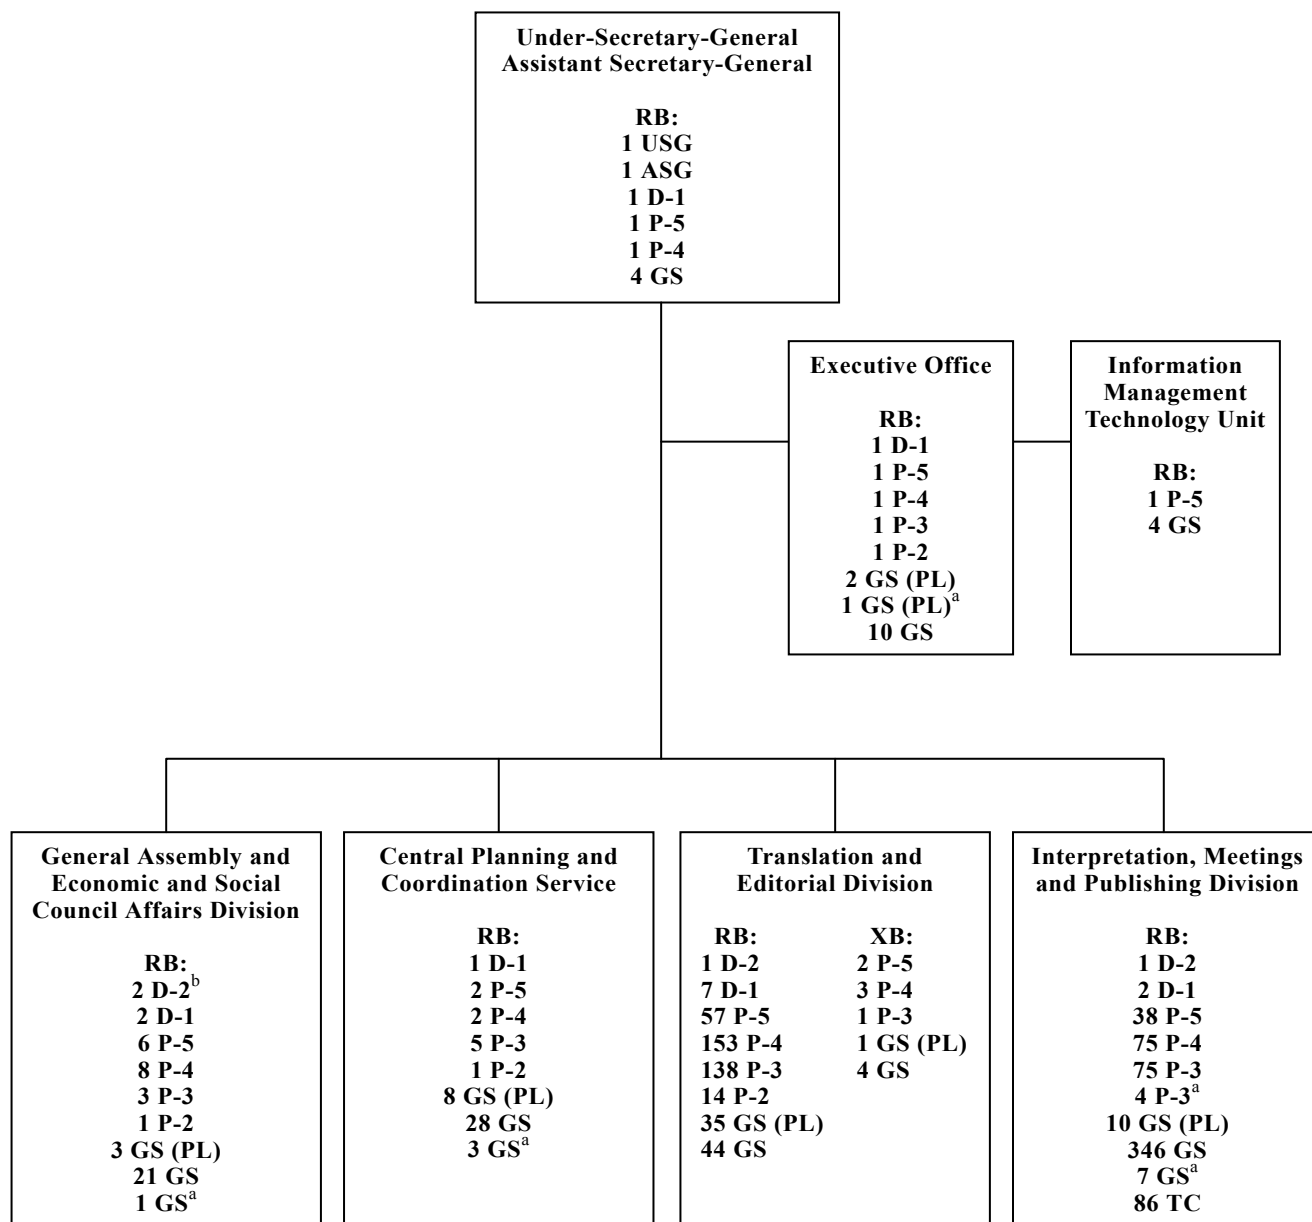 Under-Secretary-General
Assistant Secretary-General
RB:
1 USG
1 ASG
1 D-1
1 P-5
1 P-4
4 GS
Executive Office
RB:
1 D-1
1 P-5
1 P-4
1 P-3
1 P-2
2 GS (PL)
1 GS (PL)a
10 GS
Information
Management
Technology Unit
RB:
1 P-5
4 GS
General Assembly and
Economic and Social
Council Affairs Division
RB:
2 D-2b
2 D-1
6 P-5
8 P-4
3 P-3
1 P-2
3 GS (PL)
21 GS
1 GSa
Central Planning and
Coordination Service
RB:
1 D-1
2 P-5
2 P-4
5 P-3
1 P-2
8 GS (PL)
28 GS
3 GSa
Translation and
Editorial Division
RB:
1 D-2
7 D-1
57 P-5
153 P-4
138 P-3
14 P-2
35 GS (PL)
44 GS
XB:
2 P-5
3 P-4
1 P-3
1 GS (PL)
4 GS
Interpretation, Meetings
and Publishing Division
RB:
1 D-2
2 D-1
38 P-5
75 P-4
75 P-3
4 P-3a
10 GS (PL)
346 GS
7 GSa
86 TC